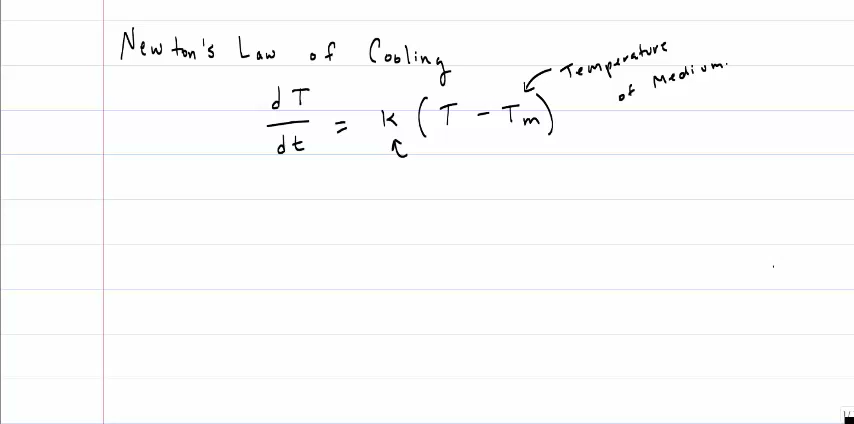 Newton's Law of Cooling
Temperature
of Medium.
dT/dt = k (T - Tm)